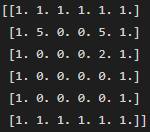 [[1. 1. 1. 1. 1. 1.]
[1. 5. 0. 0. 5. 1.]
[1. 0. 0. 0. 2. 1.]
[1. 0. 0. 0. 0. 1.]
[1. 0. 0. 0. 0. 1.]
[1. 1. 1. 1. 1. 1.]]